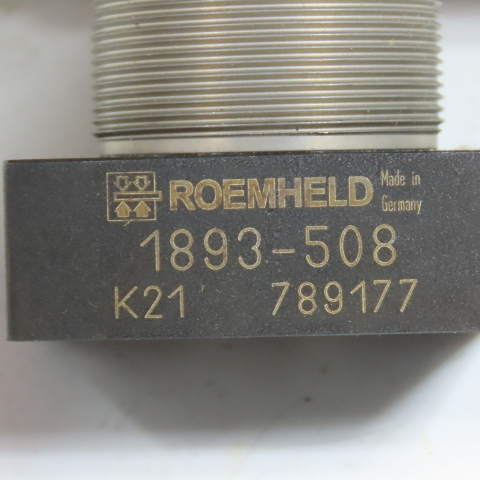 ROEMHELD Made in Germany
1893-508
K21 789177